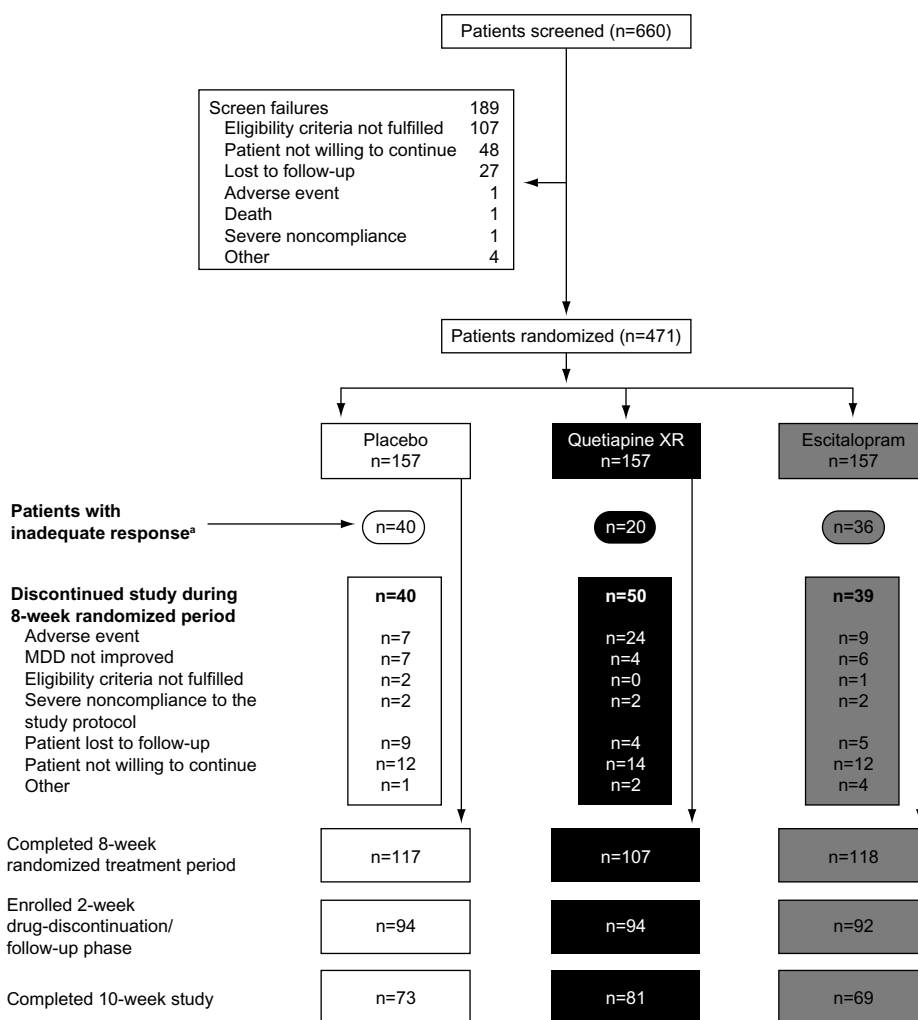 Patients screened (n=660)
Screen failures 189
Eligibility criteria not fulfilled 107
Patient not willing to continue 48
Lost to follow-up 27
Adverse event 1
Death 1
Severe noncompliance 1
Other 4
Patients randomized (n=471)
Placebo
n=157
Quetiapine XR
n=157
Escitalopram
n=157
Patients with
inadequate responseᵃ
n=40 n=20 n=36
Discontinued study during
8-week randomized period
n=40 n=50 n=39
Adverse event n=7 n=24 n=9
MDD not improved n=7 n=4 n=6
Eligibility criteria not fulfilled n=2 n=0 n=1
Severe noncompliance to the n=2 n=2 n=2
study protocol
Patient lost to follow-up n=9 n=4 n=5
Patient not willing to continue n=12 n=14 n=12
Other n=1 n=2 n=4
Completed 8-week
randomized treatment period
n=117 n=107 n=118
Enrolled 2-week
drug-discontinuation/
follow-up phase
n=94 n=94 n=92
Completed 10-week study n=73 n=81 n=69